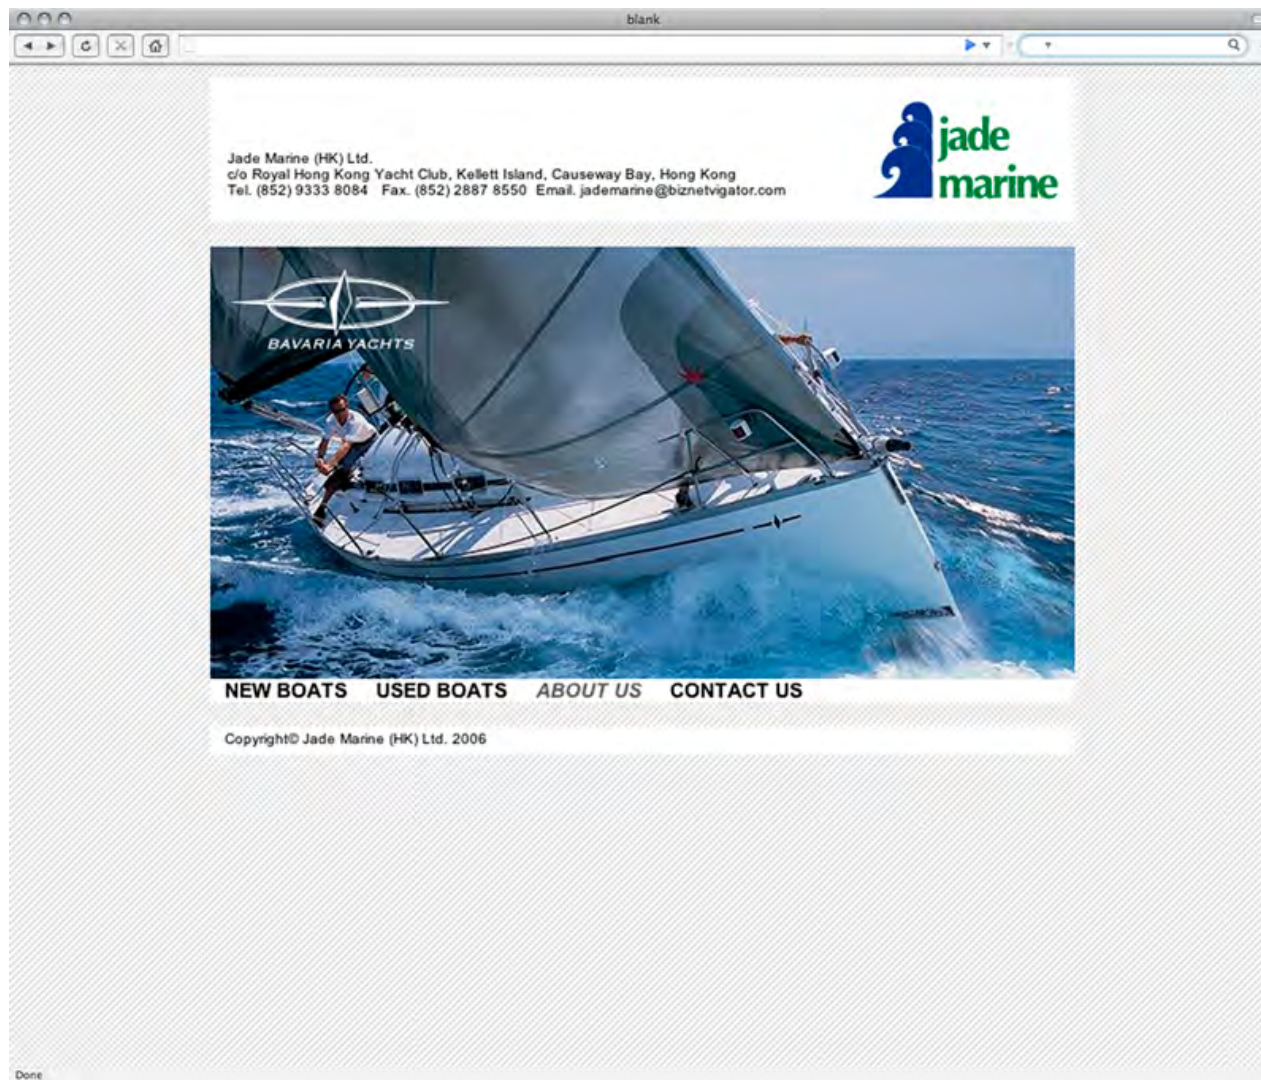 blank
Jade Marine (HK) Ltd.
c/o Royal Hong Kong Yacht Club, Kellett Island, Causeway Bay, Hong Kong
Tel. (852) 9333 8084 Fax. (852) 2887 8550 Email. jademarine@biznetvigator.com
jade
marine
BAVARIA YACHTS
NEW BOATS USED BOATS ABOUT US CONTACT US
Copyright© Jade Marine (HK) Ltd. 2006
Done